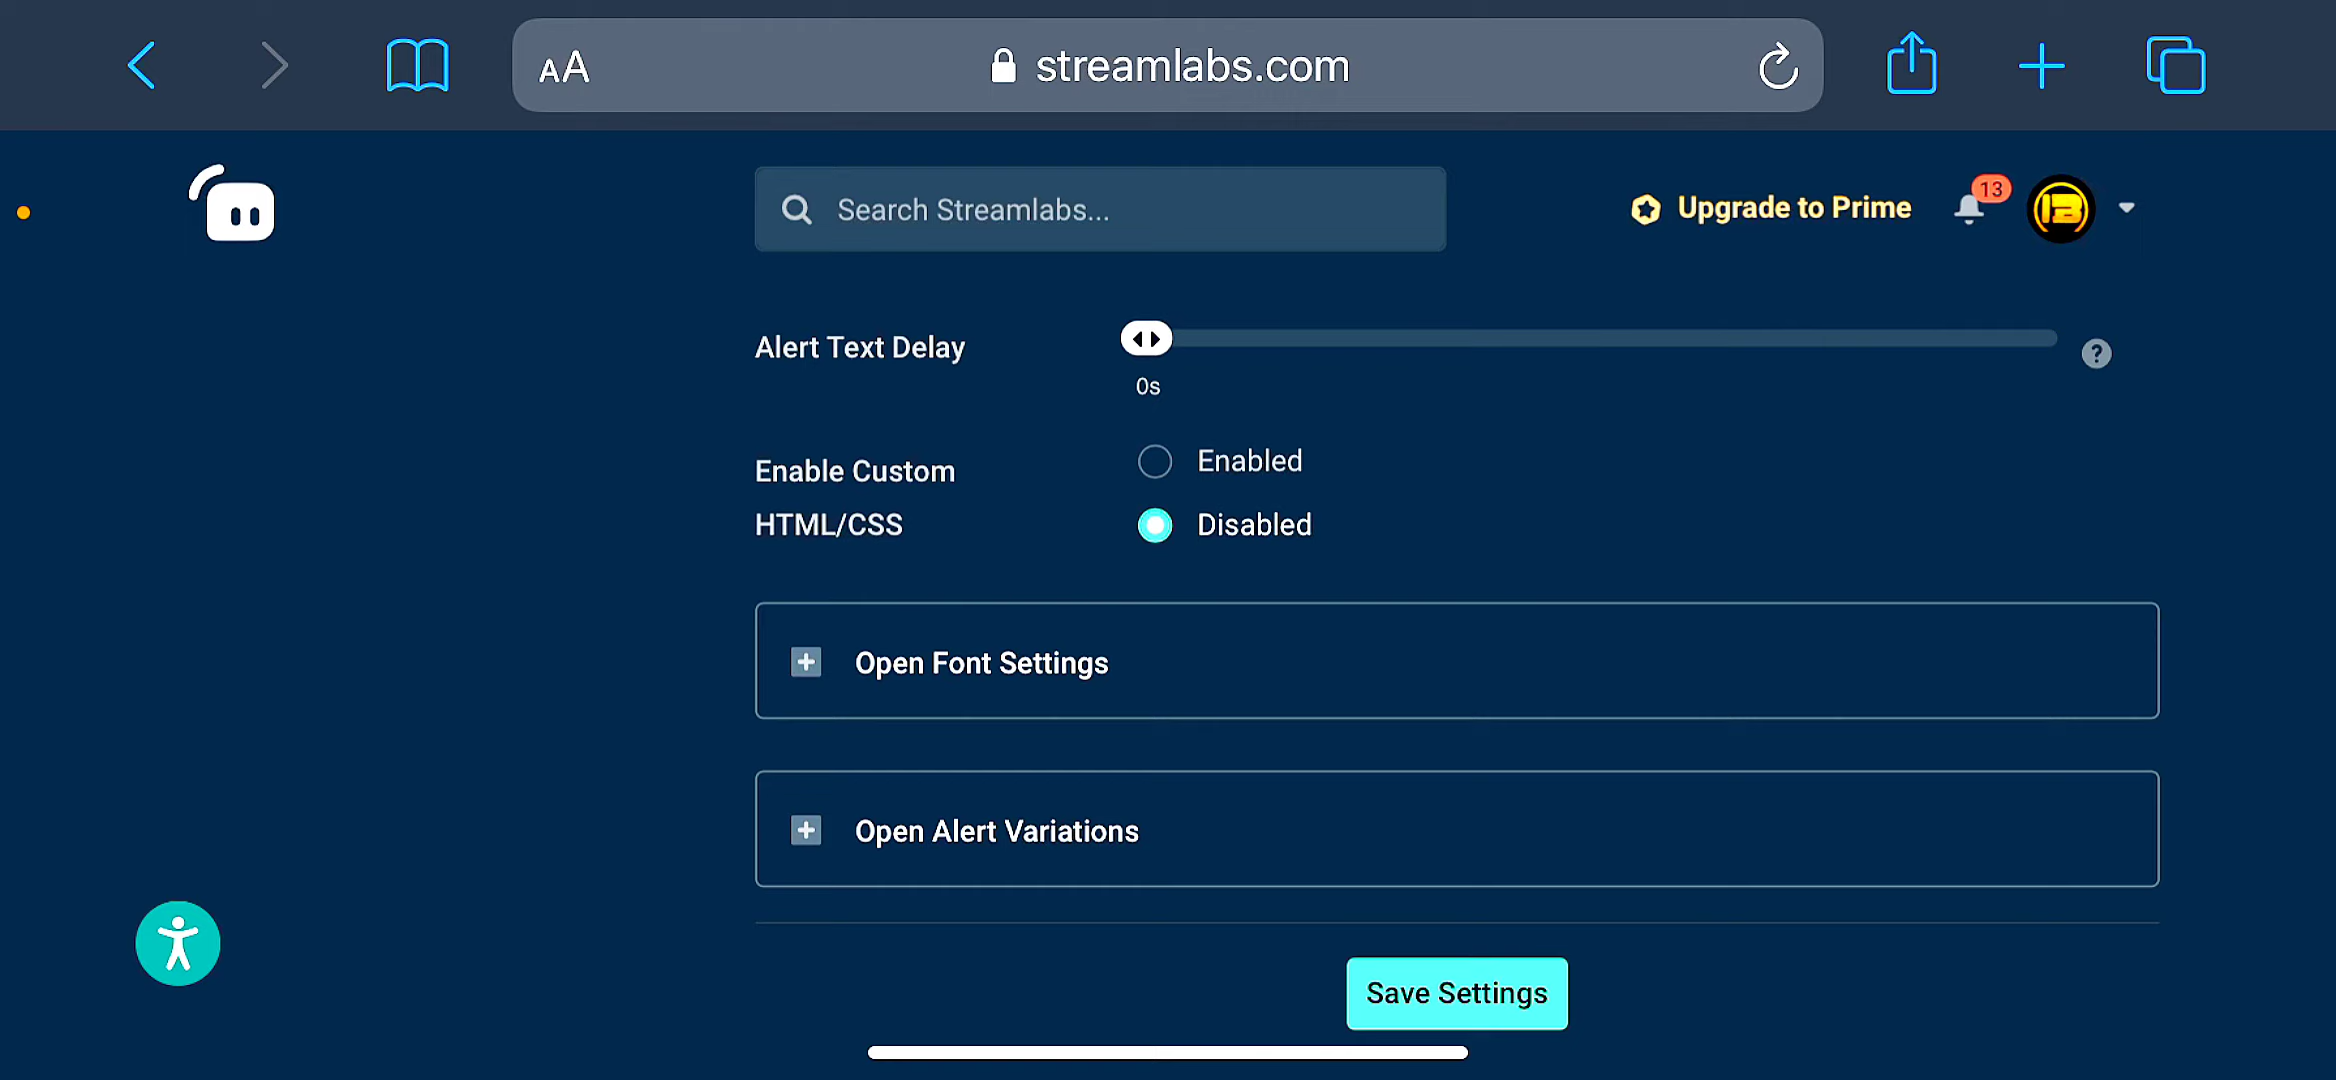 AA
streamlabs.com
Search Streamlabs...
Upgrade to Prime
13
Alert Text Delay
?
0s
Enable Custom
HTML/CSS
Enabled
Disabled
Open Font Settings
Open Alert Variations
Save Settings